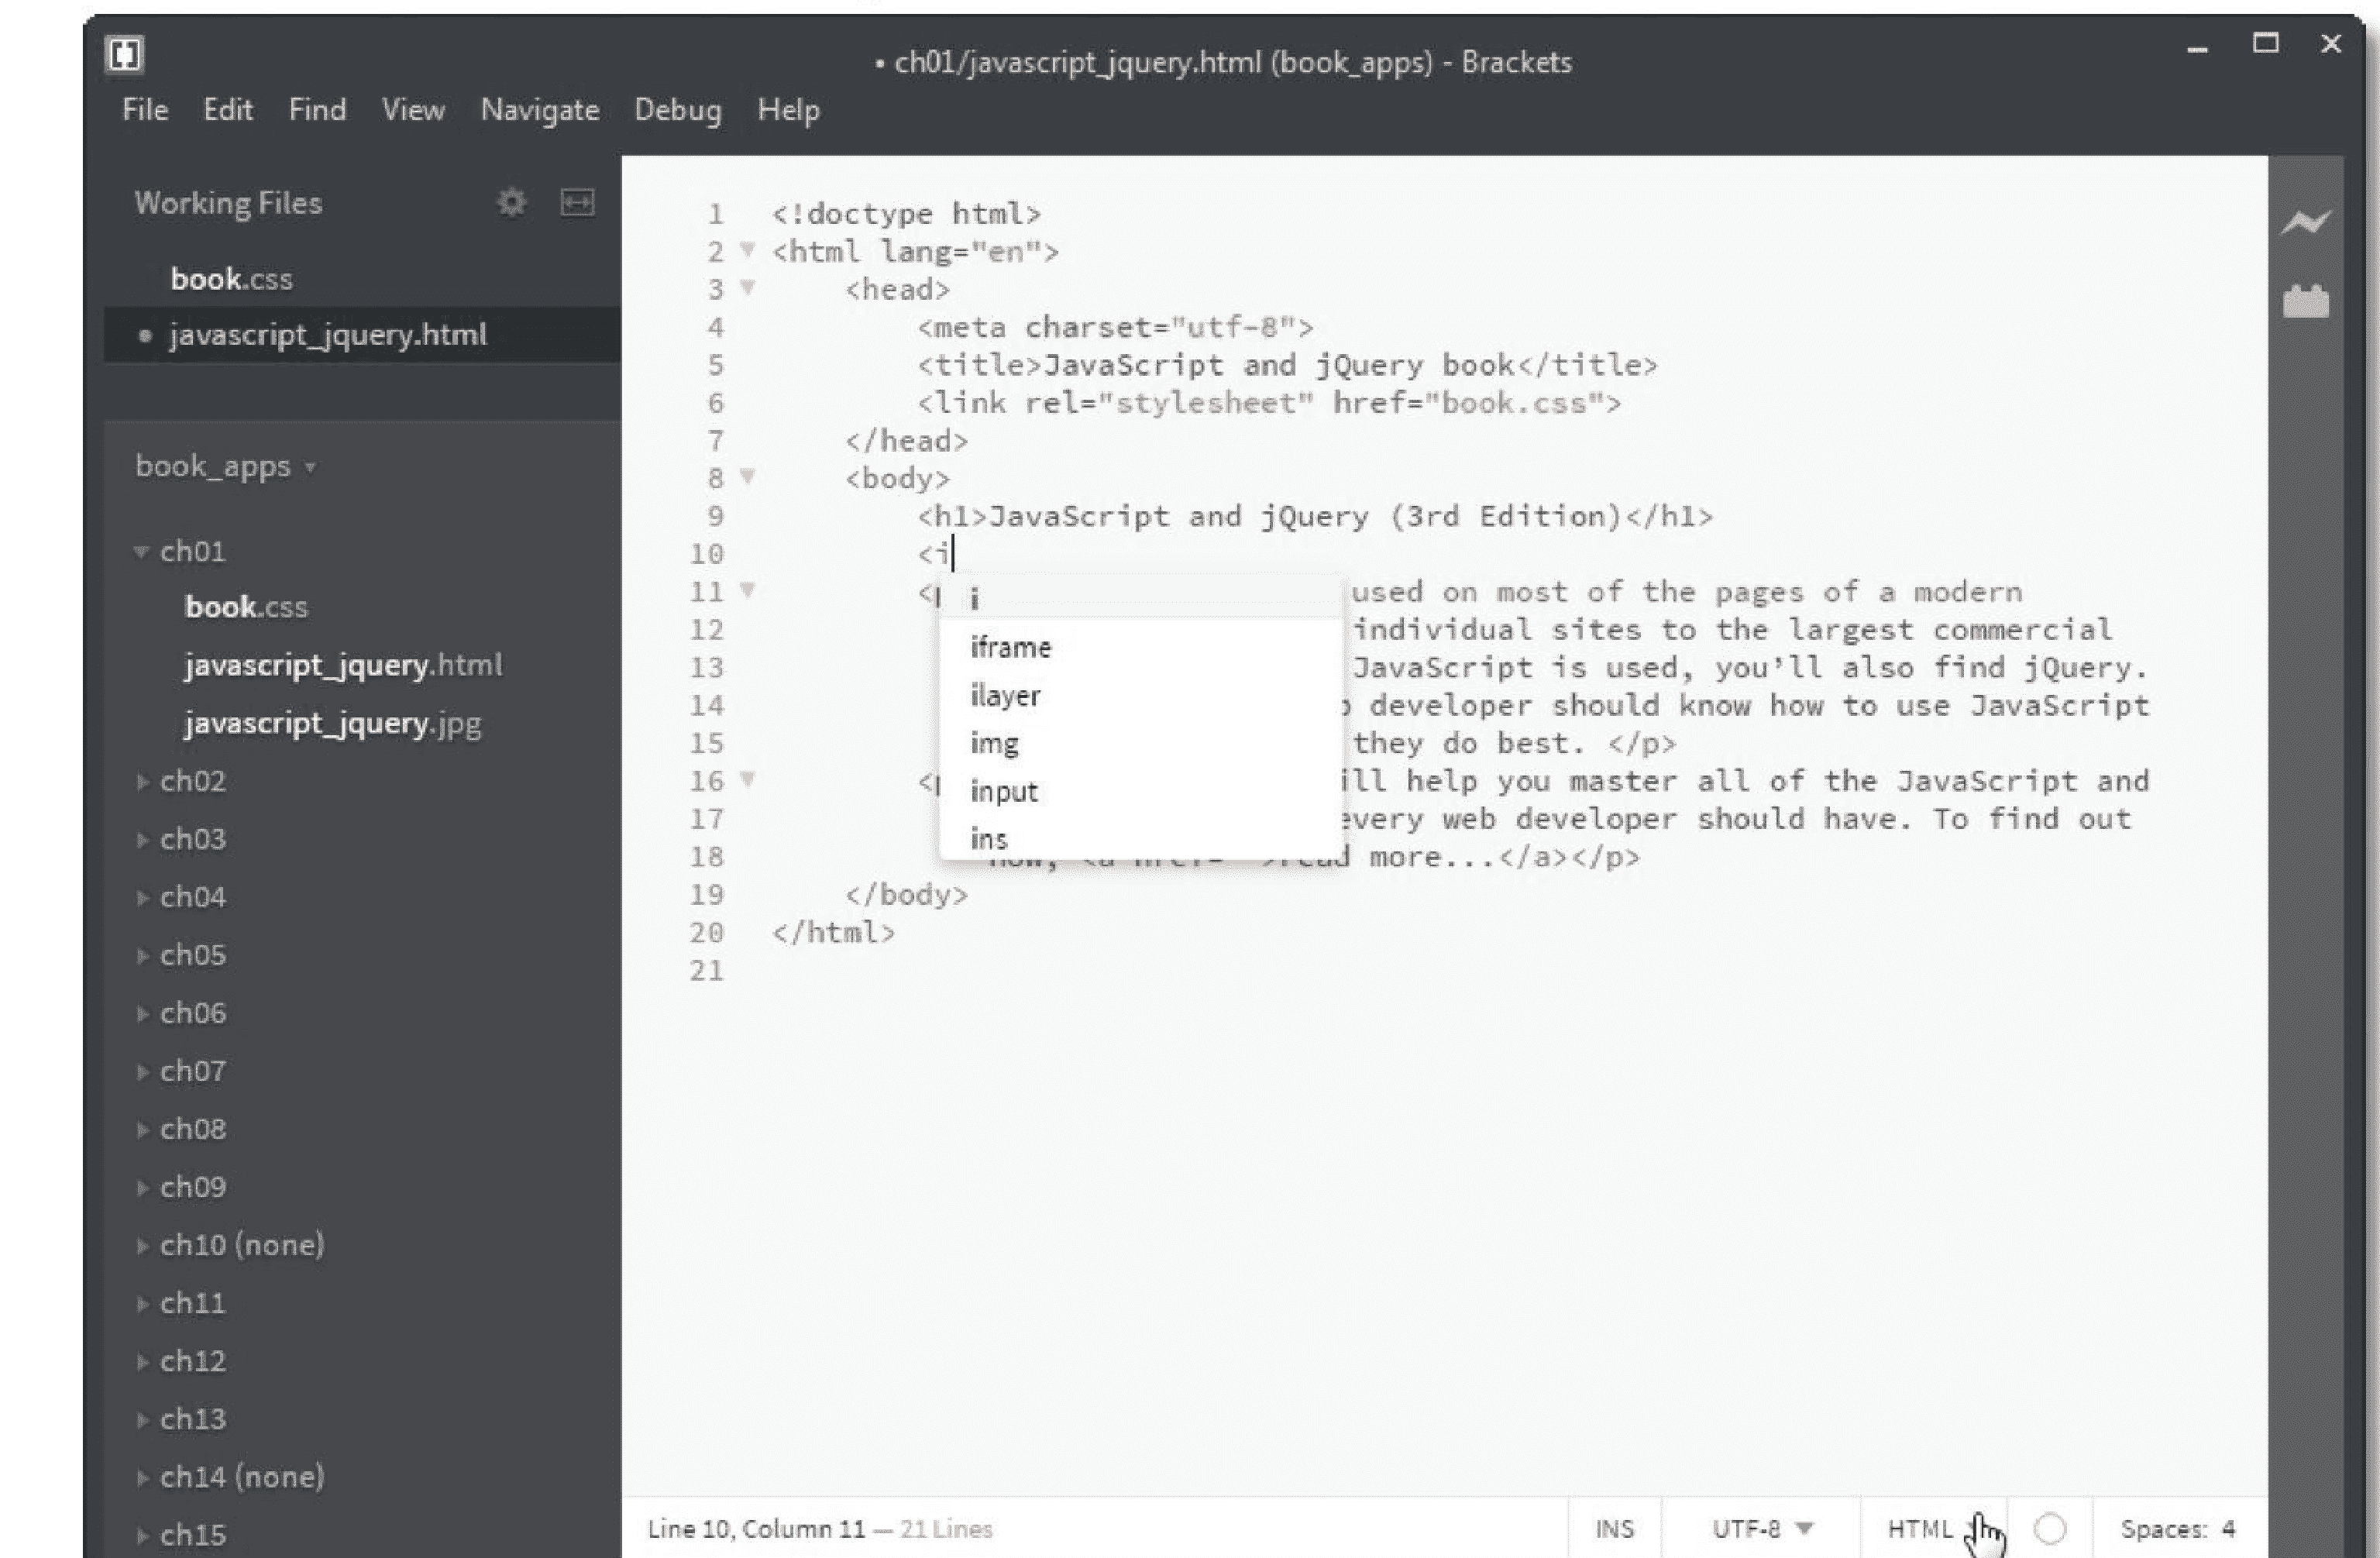 • ch01/javascript_jquery.html (book_apps) - Brackets
File Edit Find View Navigate Debug Help
Working Files
book.css
javascript_jquery.html
book_apps
ch01
book.css
javascript_jquery.html
javascript_jquery.jpg
ch02
ch03
ch04
ch05
ch06
ch07
ch08
ch09
ch10 (none)
ch11
ch12
ch13
ch14 (none)
ch15
1 <!doctype html>
2 <html lang="en">
3 <head>
4 <meta charset="utf-8">
5 <title>JavaScript and jQuery book</title>
6 <link rel="stylesheet" href="book.css">
7 </head>
8 <body>
9 <h1>JavaScript and jQuery (3rd Edition)</h1>
10 <i
11 used on most of the pages of a modern
12 individual sites to the largest commercial
13 JavaScript is used, you’ll also find jQuery.
14 developer should know how to use JavaScript
15 they do best. </p>
16 help you master all of the JavaScript and
17 every web developer should have. To find out
18 more...</a></p>
19 </body>
20 </html>
21
i
iframe
ilayer
img
input
ins
Line 10, Column 11 — 21 Lines
INS UTF-8 HTML Spaces: 4